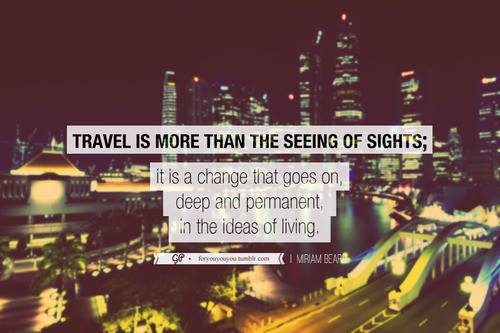 TRAVEL IS MORE THAN THE SEEING OF SIGHTS;
it is a change that goes on,
deep and permanent,
in the ideas of living.
GP • foryouyouyou.tumblr.com | MIRIAM BEARD